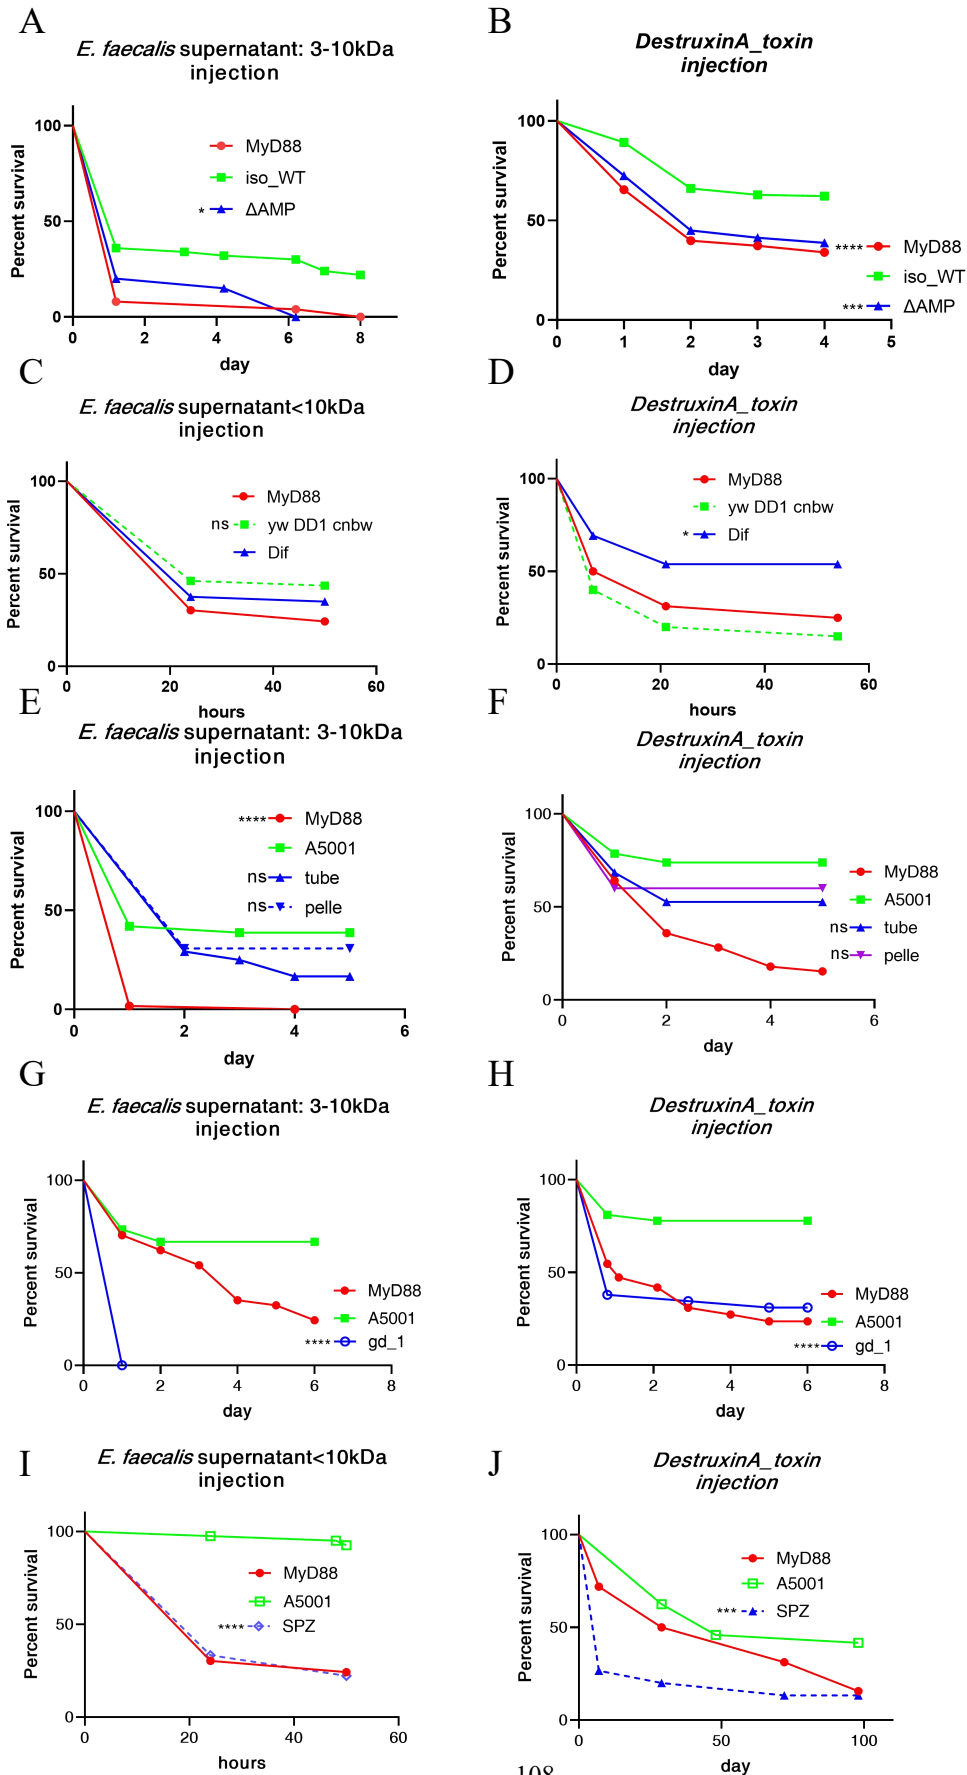 A
E. faecalis supernatant: 3-10kDa
injection
Percent survival
100
50
0
0 2 4 6 8
day
MyD88
iso_WT
* ΔAMP
B
DestruxinA_toxin
injection
Percent survival
100
50
0
0 1 2 3 4 5
day
**** MyD88
iso_WT
*** ΔAMP
C
E. faecalis supernatant<10kDa
injection
Percent survival
100
50
0
0 20 40 60
hours
MyD88
ns yw DD1 cnbw
Dif
D
DestruxinA_toxin
injection
Percent survival
100
50
0
0 20 40 60
hours
MyD88
yw DD1 cnbw
* Dif
E
E. faecalis supernatant: 3-10kDa
injection
Percent survival
100
50
0
0 2 4 6
day
**** MyD88
A5001
ns tube
ns pelle
F
DestruxinA_toxin
injection
Percent survival
100
50
0
0 2 4 6
day
MyD88
A5001
ns tube
ns pelle
G
E. faecalis supernatant: 3-10kDa
injection
Percent survival
100
50
0
0 2 4 6 8
day
MyD88
A5001
**** gd_1
H
DestruxinA_toxin
injection
Percent survival
100
50
0
0 2 4 6 8
day
MyD88
A5001
**** gd_1
I
E. faecalis supernatant<10kDa
injection
Percent survival
100
50
0
0 20 40 60
hours
MyD88
A5001
**** SPZ
J
DestruxinA_toxin
injection
Percent survival
100
50
0
0 50 100
day
MyD88
A5001
*** SPZ
108